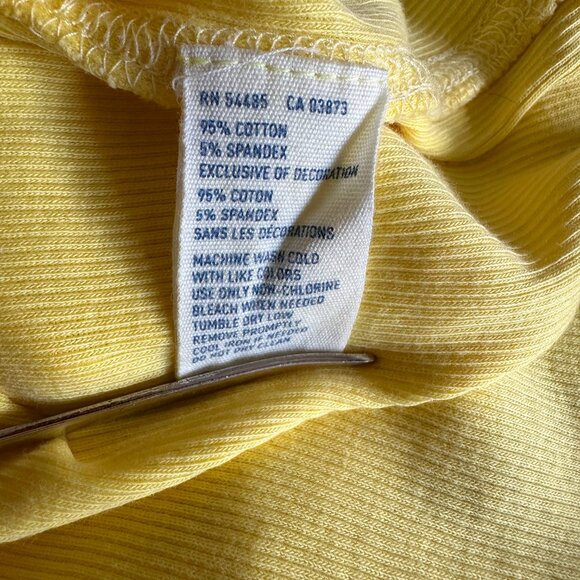 RN 54485 CA 03873
95% COTTON
5% SPANDEX
EXCLUSIVE OF DECORATION
95% COTON
5% SPANDEX
SANS LES DÉCORATIONS
MACHINE WASH COLD
WITH LIKE COLORS
USE ONLY NON-CHLORINE
BLEACH WHEN NEEDED
TUMBLE DRY LOW
REMOVE PROMPTLY
COOL IRON IF NEEDED
DO NOT DRY CLEAN